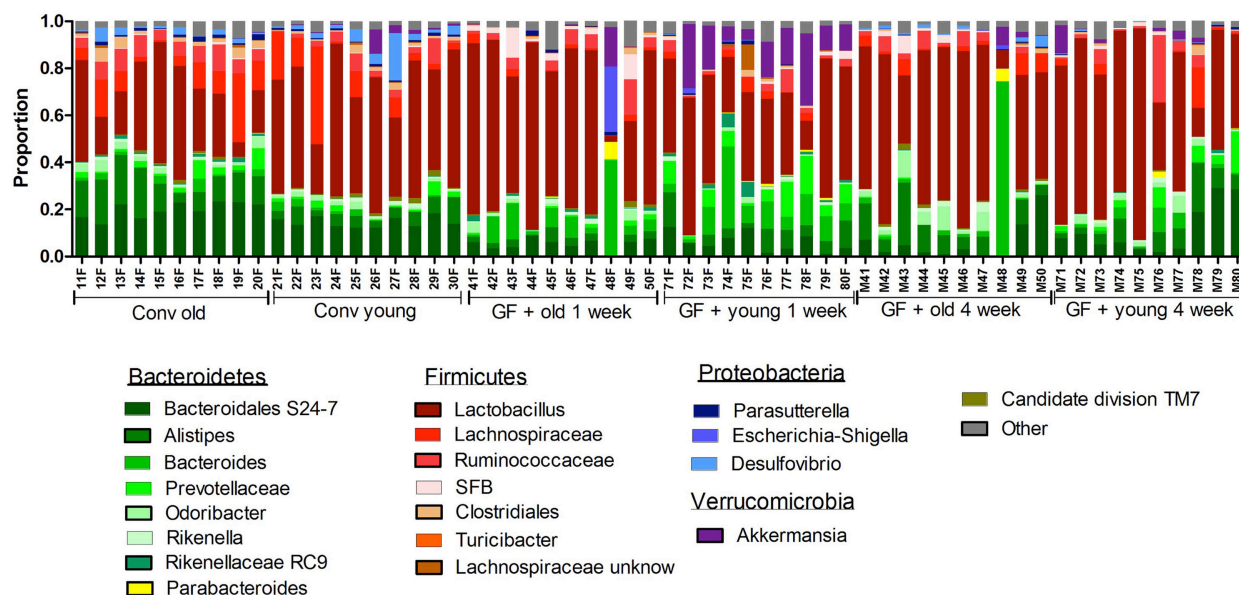 Proportion
1.0
0.8
0.6
0.4
0.2
0.0
11F 12F 13F 14F 15F 16F 17F 18F 19F 20F 21F 22F 23F 24F 25F 26F 27F 28F 29F 30F 41F 42F 43F 44F 45F 46F 47F 48F 49F 50F 71F 72F 73F 74F 75F 76F 77F 78F 79F 80F M41 M42 M43 M44 M45 M46 M47 M48 M49 M50 M71 M72 M73 M74 M75 M76 M77 M78 M79 M80
Conv old Conv young GF + old 1 week GF + young 1 week GF + old 4 week GF + young 4 week
Bacteroidetes
Bacteroidales S24-7
Alistipes
Bacteroides
Prevotellaceae
Odoribacter
Rikenella
Rikenellaceae RC9
Parabacteroides
Firmicutes
Lactobacillus
Lachnospiraceae
Ruminococcaceae
SFB
Clostridiales
Turicibacter
Lachnospiraceae unknow
Proteobacteria
Parasutterella
Escherichia-Shigella
Desulfovibrio
Verrucomicrobia
Akkermansia
Candidate division TM7
Other